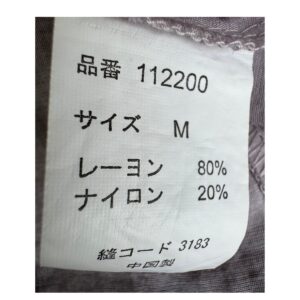 品番 112200
サイズ M
レーヨン 80%
ナイロン 20%
縫コード 3183
中国製